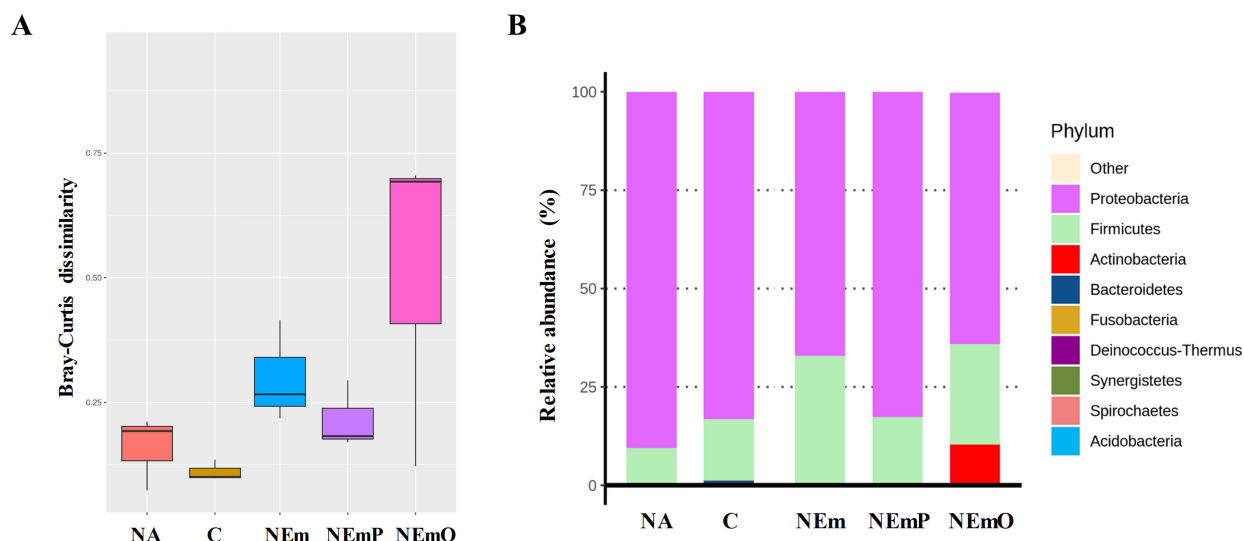 A
Bray-Curtis dissimilarity
0.75
0.50
0.25
NA C NEm NEmP NEmO
B
Relative abundance (%)
100
75
50
25
0
NA C NEm NEmP NEmO
Phylum
Other
Proteobacteria
Firmicutes
Actinobacteria
Bacteroidetes
Fusobacteria
Deinococcus-Thermus
Synergistetes
Spirochaetes
Acidobacteria